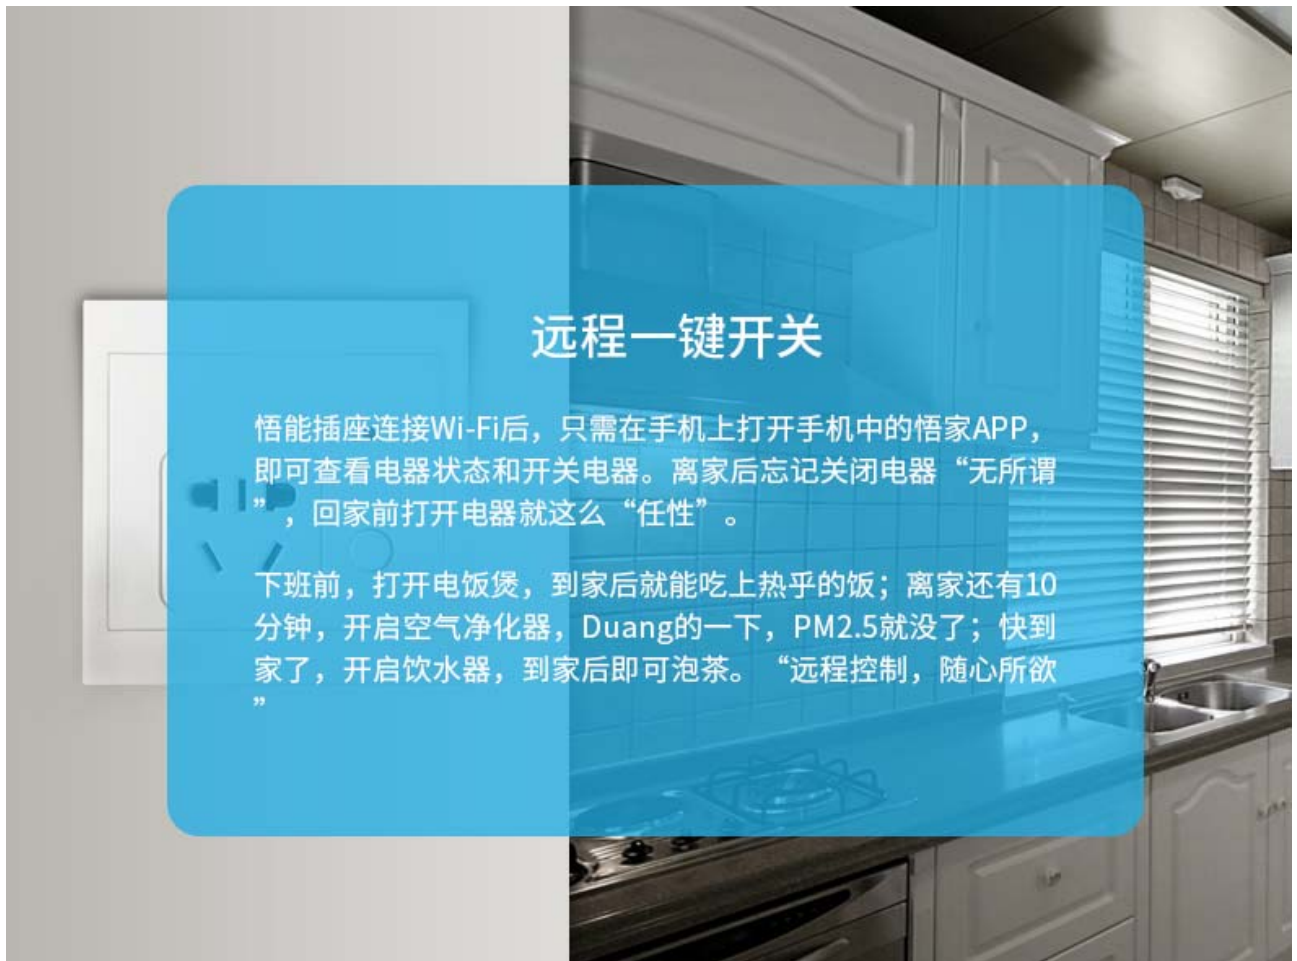 远程一键开关
悟能插座连接Wi-Fi后，只需在手机上打开手机中的悟家APP，
即可查看电器状态和开关电器。离家后忘记关闭电器“无所谓
”，回家前打开电器就这么“任性”。
下班前，打开电饭煲，到家后就能吃上热乎的饭；离家还有10
分钟，开启空气净化器，Duang的一下，PM2.5就没了；快到
家了，开启饮水器，到家后即可泡茶。“远程控制，随心所欲
”